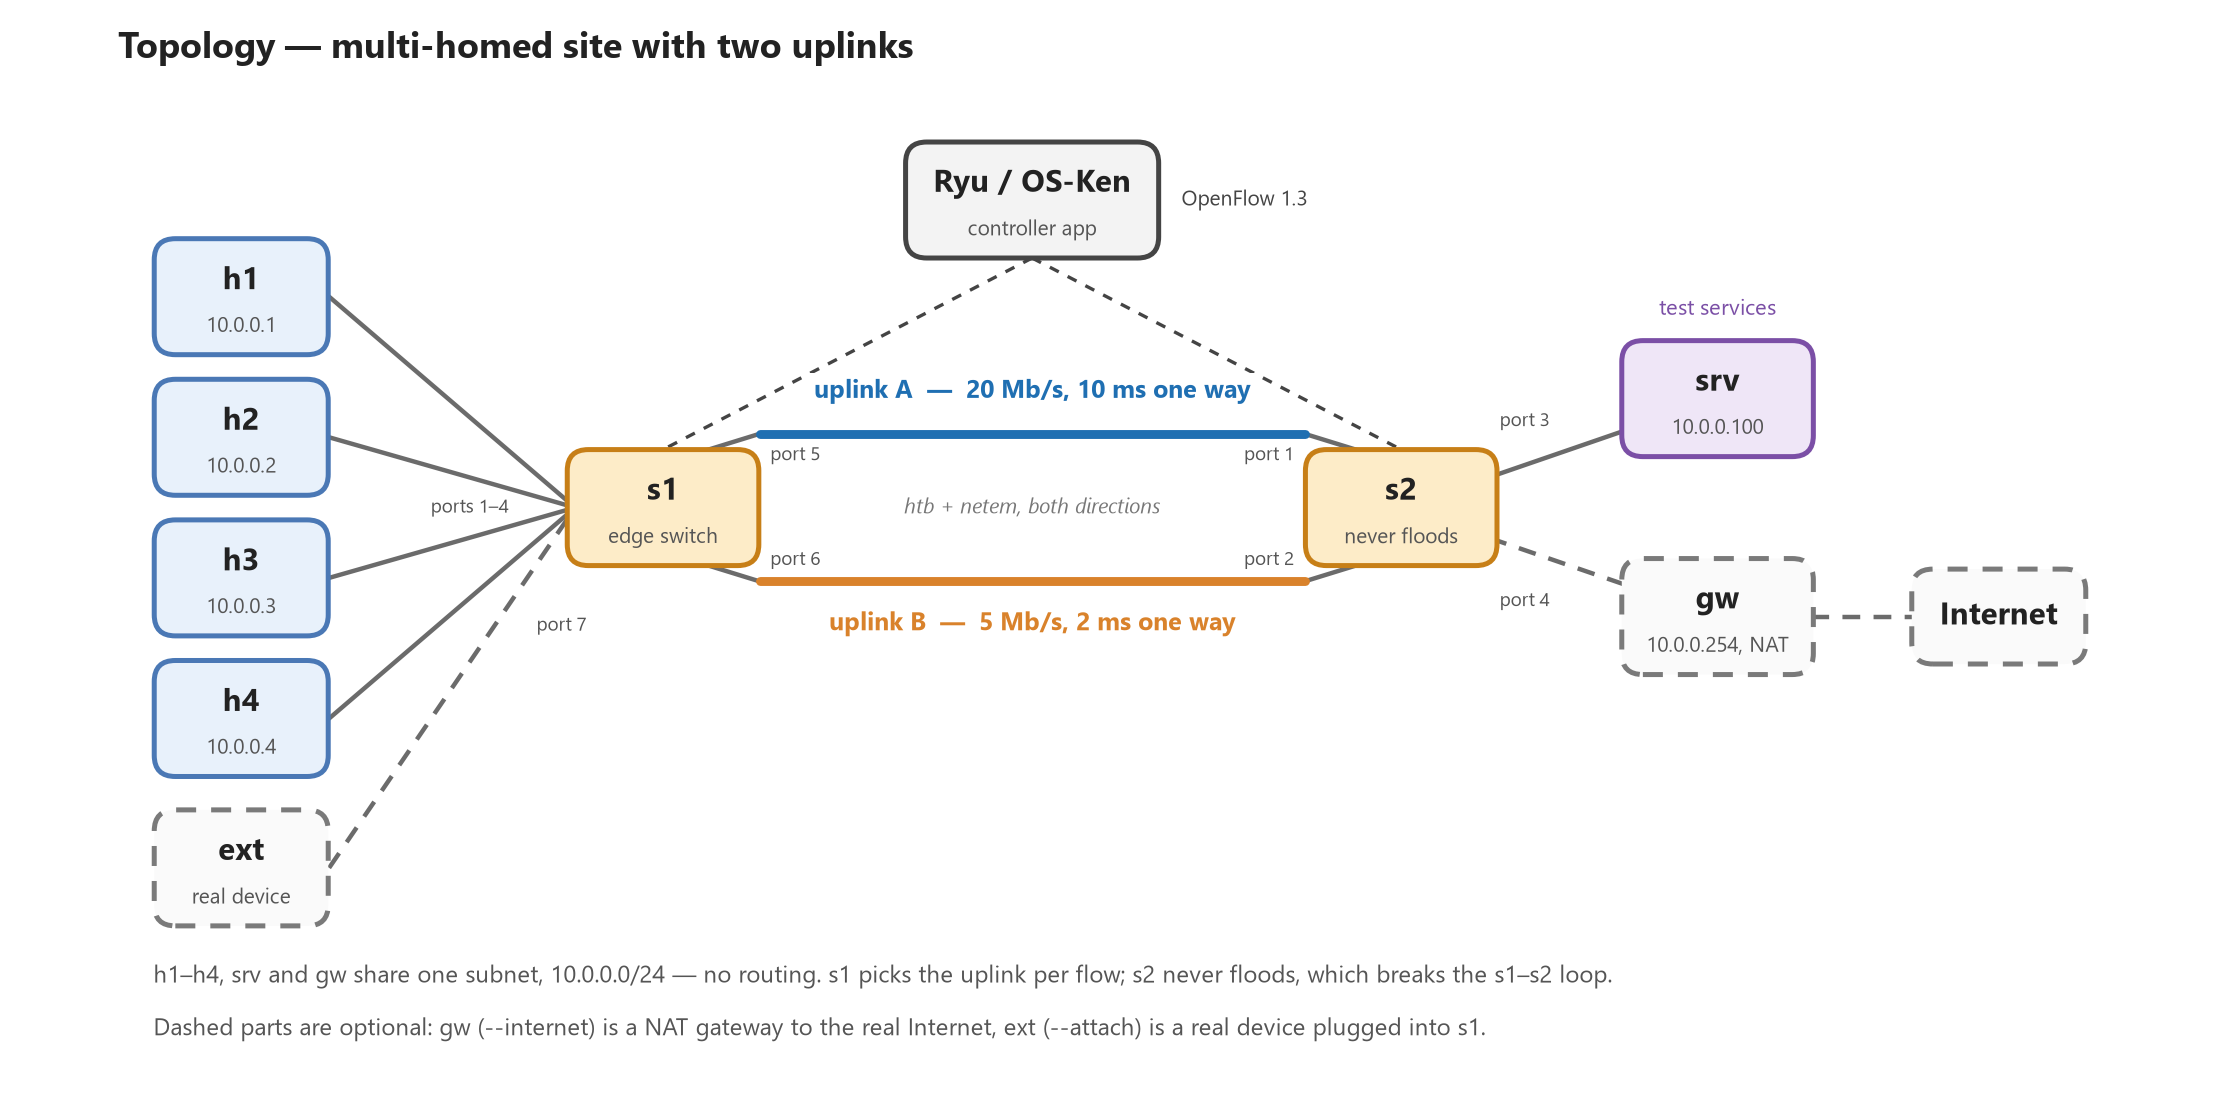 Topology — multi-homed site with two uplinks
Ryu / OS-Ken
controller app
OpenFlow 1.3
h1
10.0.0.1
h2
10.0.0.2
h3
10.0.0.3
h4
10.0.0.4
ext
real device
ports 1–4
port 7
s1
edge switch
uplink A — 20 Mb/s, 10 ms one way
port 5
port 1
htb + netem, both directions
port 6
port 2
uplink B — 5 Mb/s, 2 ms one way
s2
never floods
port 3
port 4
test services
srv
10.0.0.100
gw
10.0.0.254, NAT
Internet
h1–h4, srv and gw share one subnet, 10.0.0.0/24 — no routing. s1 picks the uplink per flow; s2 never floods, which breaks the s1–s2 loop.
Dashed parts are optional: gw (--internet) is a NAT gateway to the real Internet, ext (--attach) is a real device plugged into s1.